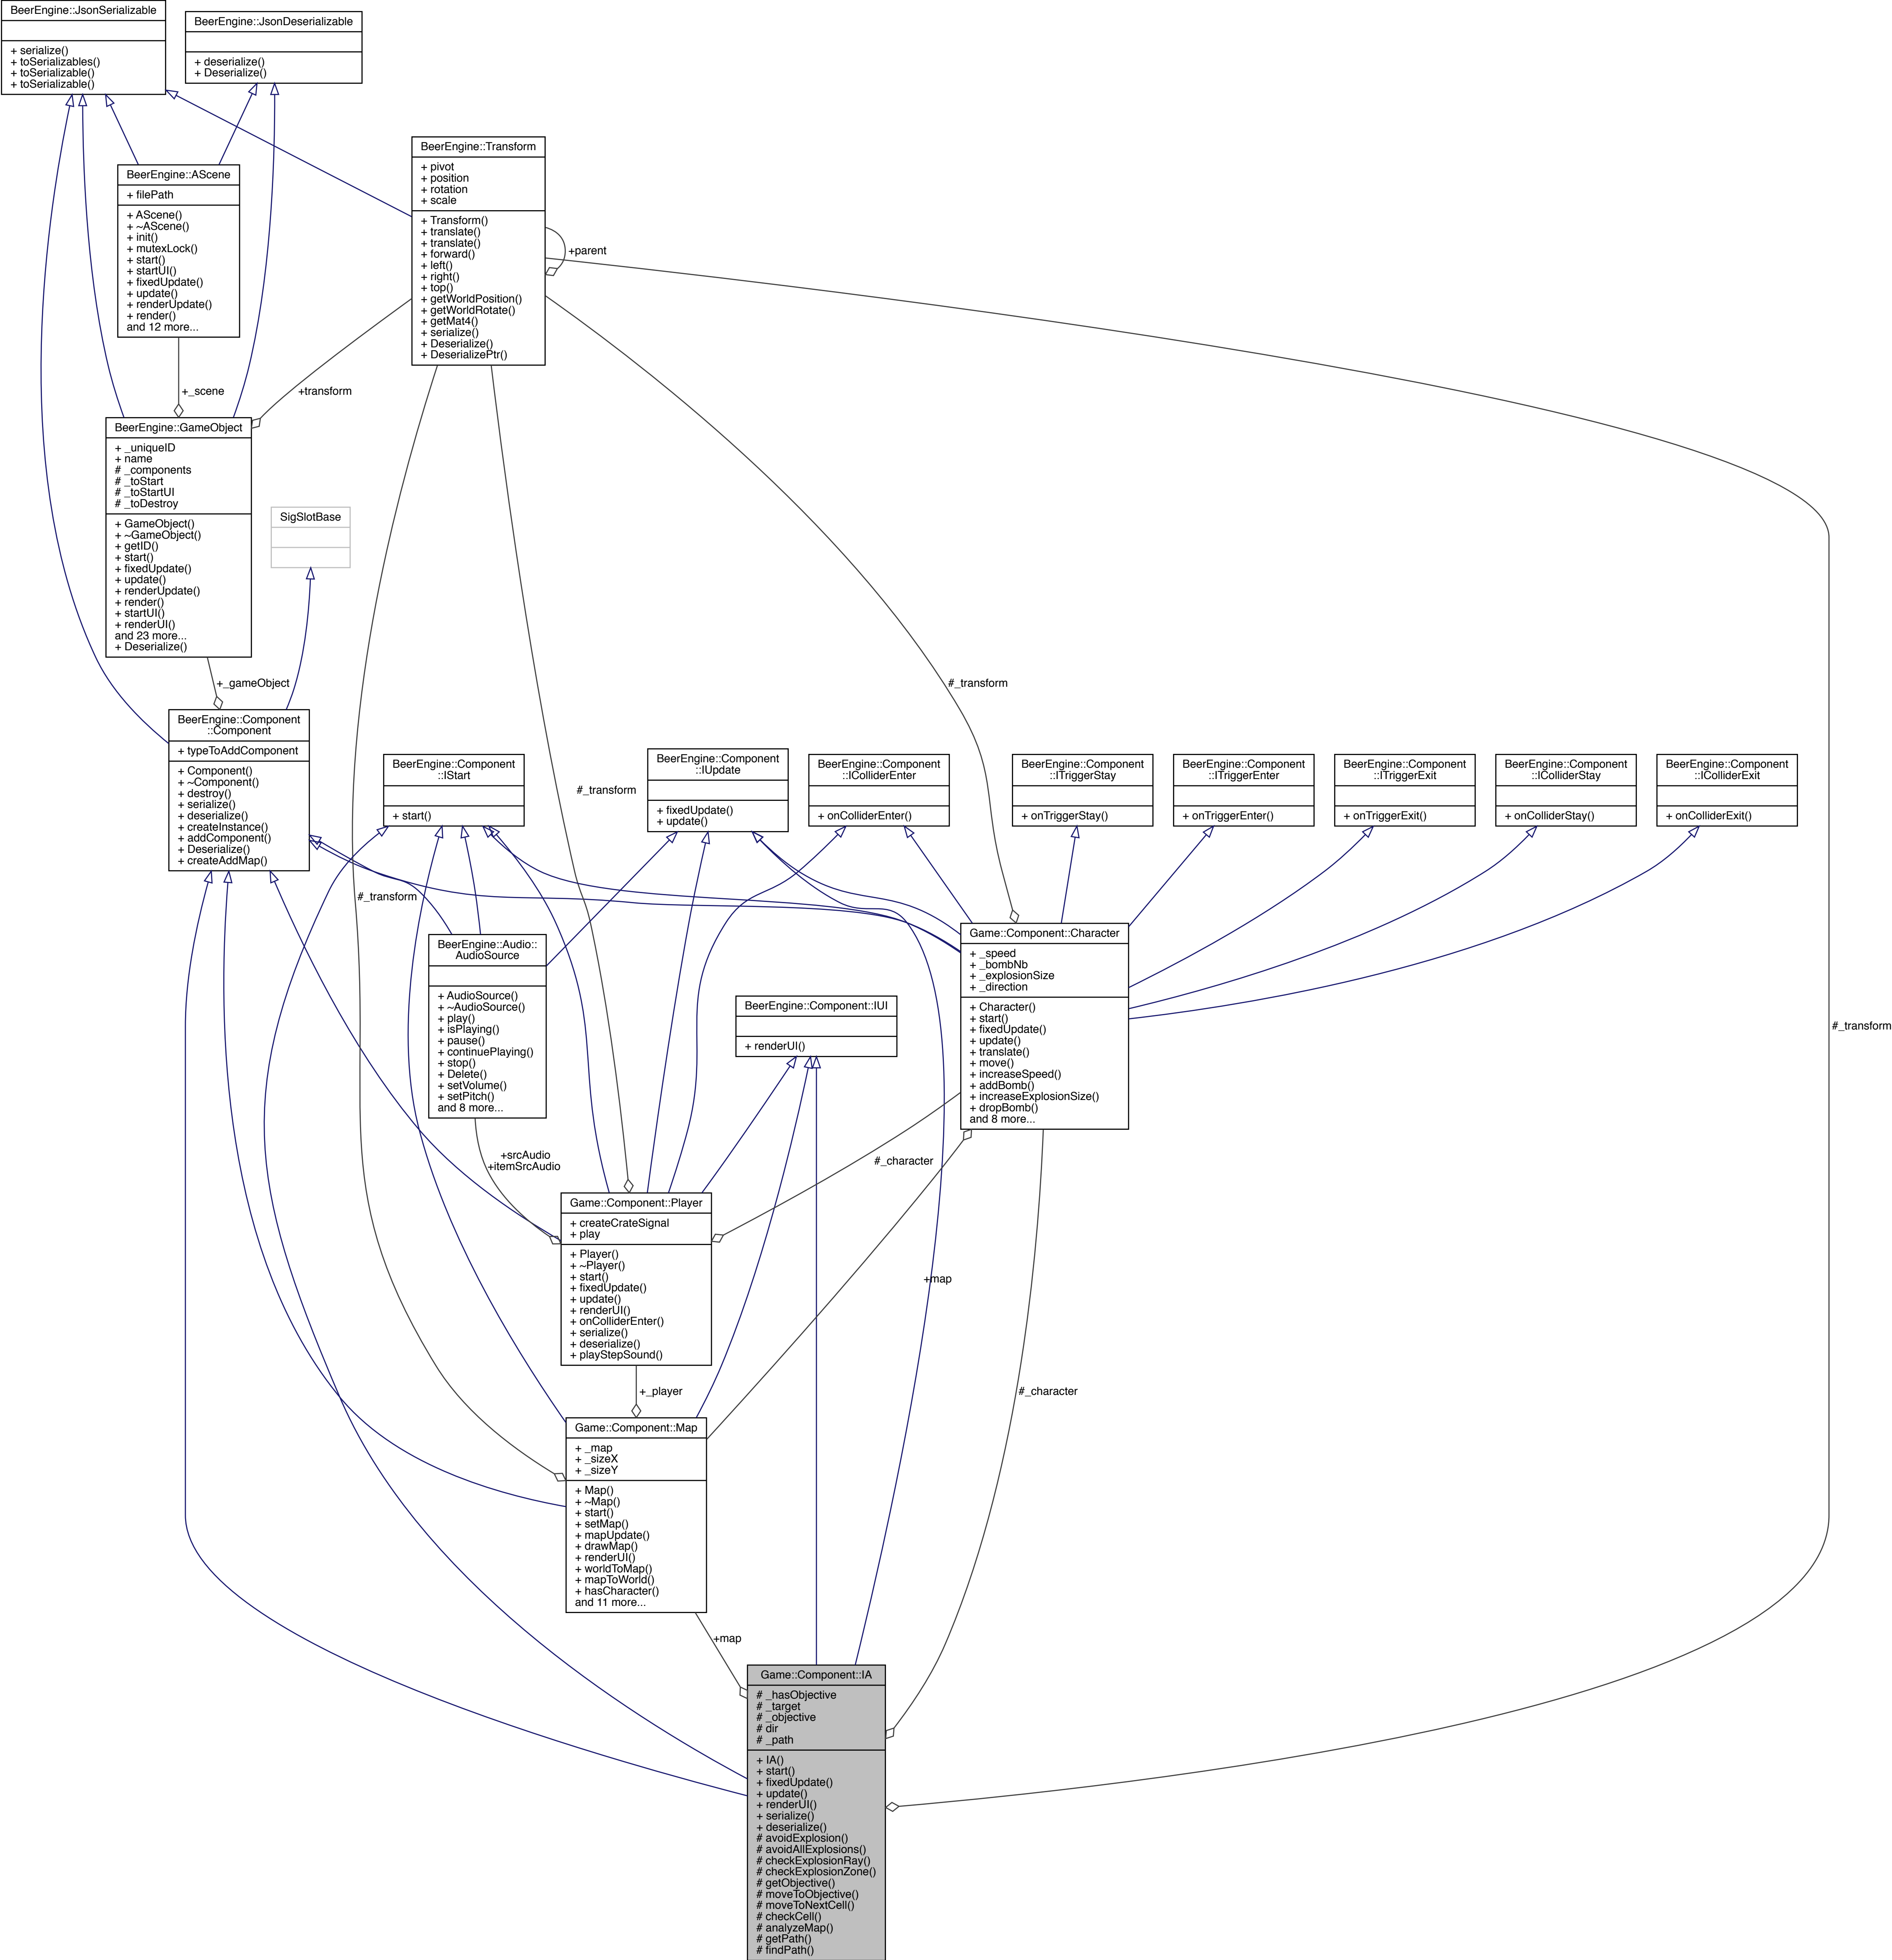 BeerEngine::JsonSerializable
+ serialize()
+ toSerializables()
+ toSerializable()
+ toSerializable()
BeerEngine::JsonDeserializable
+ deserialize()
+ Deserialize()
BeerEngine::Transform
+ pivot
+ position
+ rotation
+ scale
+ Transform()
+ translate()
+ translate()
+ forward()
+ left()
+ right()
+ top()
+ getWorldPosition()
+ getWorldRotate()
+ getMat4()
+ serialize()
+ Deserialize()
+ DeserializePtr()
+parent
BeerEngine::AScene
+ filePath
+ AScene()
+ ~AScene()
+ init()
+ mutexLock()
+ start()
+ startUI()
+ fixedUpdate()
+ update()
+ renderUpdate()
+ render()
and 12 more...
+_scene
+transform
BeerEngine::GameObject
+ _uniqueID
+ name
# _components
# _toStart
# _toStartUI
# _toDestroy
+ GameObject()
+ ~GameObject()
+ getID()
+ start()
+ fixedUpdate()
+ update()
+ renderUpdate()
+ render()
+ startUI()
+ renderUI()
and 23 more...
+ Deserialize()
SigSlotBase
+_gameObject
#_transform
BeerEngine::Component
::Component
+ typeToAddComponent
+ Component()
+ ~Component()
+ destroy()
+ serialize()
+ deserialize()
+ createInstance()
+ addComponent()
+ Deserialize()
+ createAddMap()
BeerEngine::Component
::IStart
+ start()
#_transform
BeerEngine::Component
::IUpdate
+ fixedUpdate()
+ update()
BeerEngine::Component
::IColliderEnter
+ onColliderEnter()
BeerEngine::Component
::ITriggerStay
+ onTriggerStay()
BeerEngine::Component
::ITriggerEnter
+ onTriggerEnter()
BeerEngine::Component
::ITriggerExit
+ onTriggerExit()
BeerEngine::Component
::IColliderStay
+ onColliderStay()
BeerEngine::Component
::IColliderExit
+ onColliderExit()
#_transform
BeerEngine::Audio::
AudioSource
+ AudioSource()
+ ~AudioSource()
+ play()
+ isPlaying()
+ pause()
+ continuePlaying()
+ stop()
+ Delete()
+ setVolume()
+ setPitch()
and 8 more...
BeerEngine::Component::IUI
+ renderUI()
Game::Component::Character
+ _speed
+ _bombNb
+ _explosionSize
+ _direction
+ Character()
+ start()
+ fixedUpdate()
+ update()
+ translate()
+ move()
+ increaseSpeed()
+ addBomb()
+ increaseExplosionSize()
+ dropBomb()
and 8 more...
#_transform
+srcAudio
+itemSrcAudio
#_character
Game::Component::Player
+ createCrateSignal
+ play
+ Player()
+ ~Player()
+ start()
+ fixedUpdate()
+ update()
+ renderUI()
+ onColliderEnter()
+ serialize()
+ deserialize()
+ playStepSound()
+map
+_player
#_character
Game::Component::Map
+ _map
+ _sizeX
+ _sizeY
+ Map()
+ ~Map()
+ start()
+ setMap()
+ mapUpdate()
+ drawMap()
+ renderUI()
+ worldToMap()
+ mapToWorld()
+ hasCharacter()
and 11 more...
+map
Game::Component::IA
# _hasObjective
# _target
# _objective
# dir
# _path
+ IA()
+ start()
+ fixedUpdate()
+ update()
+ renderUI()
+ serialize()
+ deserialize()
# avoidExplosion()
# avoidAllExplosions()
# checkExplosionRay()
# checkExplosionZone()
# getObjective()
# moveToObjective()
# moveToNextCell()
# checkCell()
# analyzeMap()
# getPath()
# findPath()